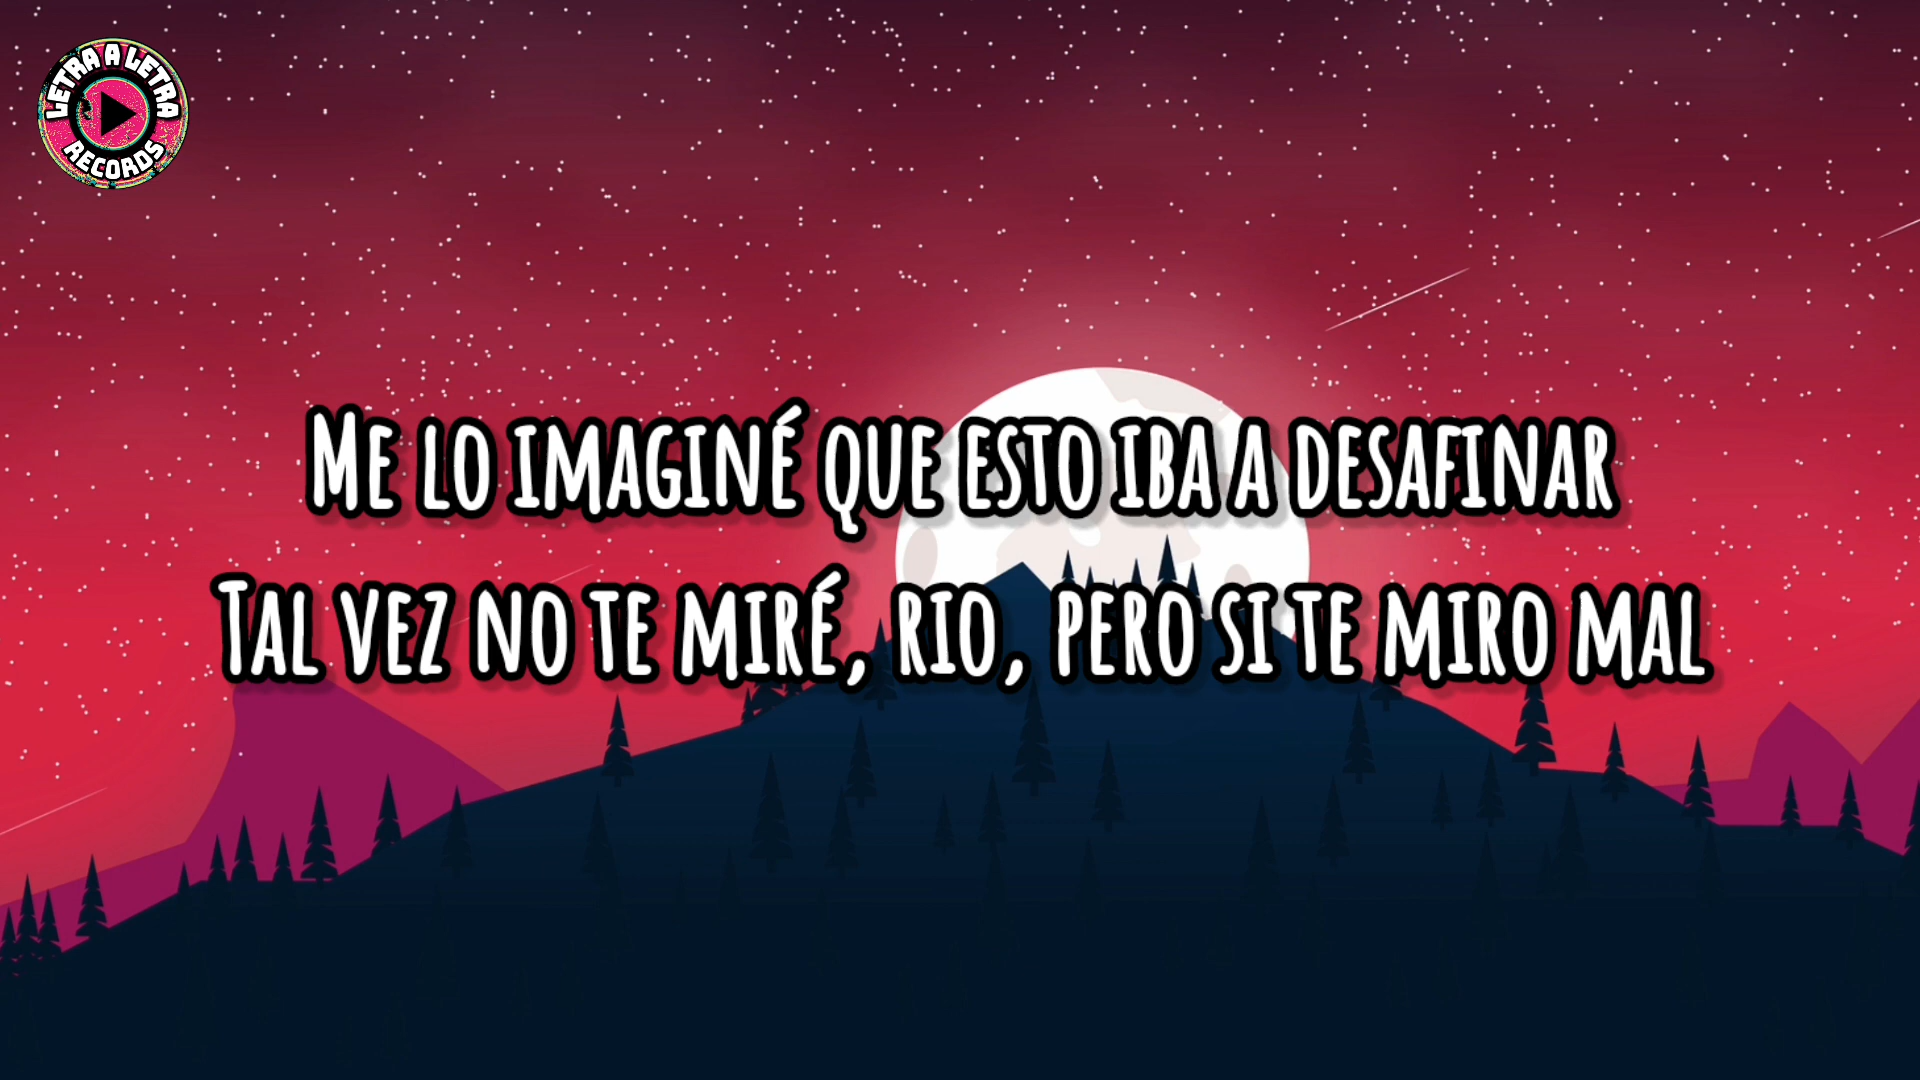 LETRA A LETRA
RECORDS
Me lo imaginé que esto iba a desafinar
Tal vez no te miré, rio, pero si te miro mal